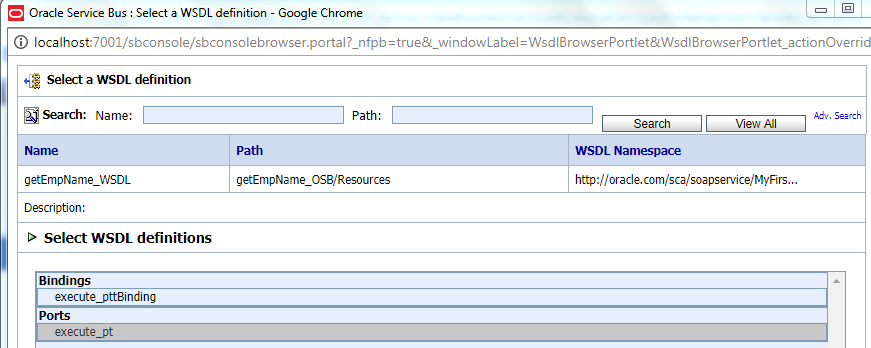 Oracle Service Bus : Select a WSDL definition - Google Chrome
localhost:7001/sbconsole/sbconsolebrowser.portal?_nfpb=true&_windowLabel=WsdlBrowserPortlet&WsdlBrowserPortlet_actionOverrid
Select a WSDL definition
Search: Name: Path: Search View All Adv. Search
Name Path WSDL Namespace
getEmpName_WSDL getEmpName_OSB/Resources http://oracle.com/sca/soapservice/MyFirs...
Description:
Select WSDL definitions
Bindings
execute_pttBinding
Ports
execute_pt